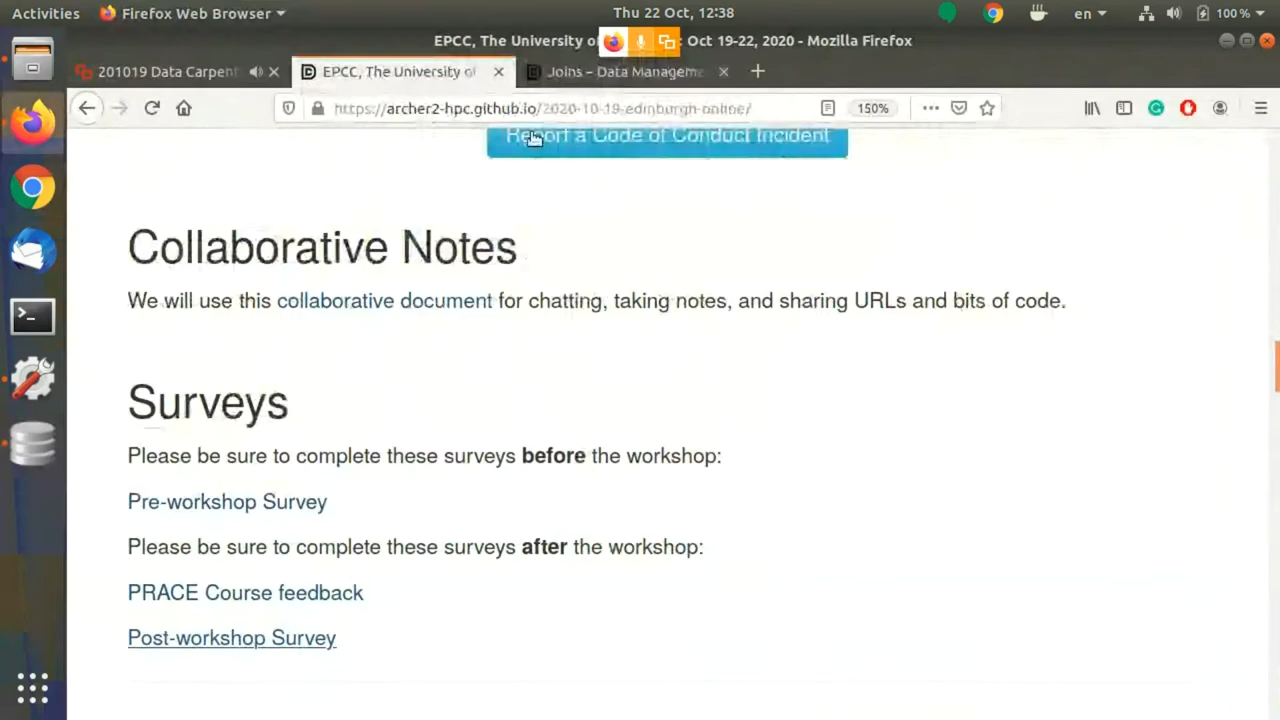 Activities Firefox Web Browser Thu 22 Oct, 12:38 en 100 %
EPCC, The University of : Oct 19-22, 2020 - Mozilla Firefox
201019 Data Carpent EPCC, The University of Joins – Data Manageme
https://archer2-hpc.github.io/2020-10-19-edinburgh-online/ 150%
Report a Code of Conduct Incident
Collaborative Notes
We will use this collaborative document for chatting, taking notes, and sharing URLs and bits of code.
Surveys
Please be sure to complete these surveys before the workshop:
Pre-workshop Survey
Please be sure to complete these surveys after the workshop:
PRACE Course feedback
Post-workshop Survey